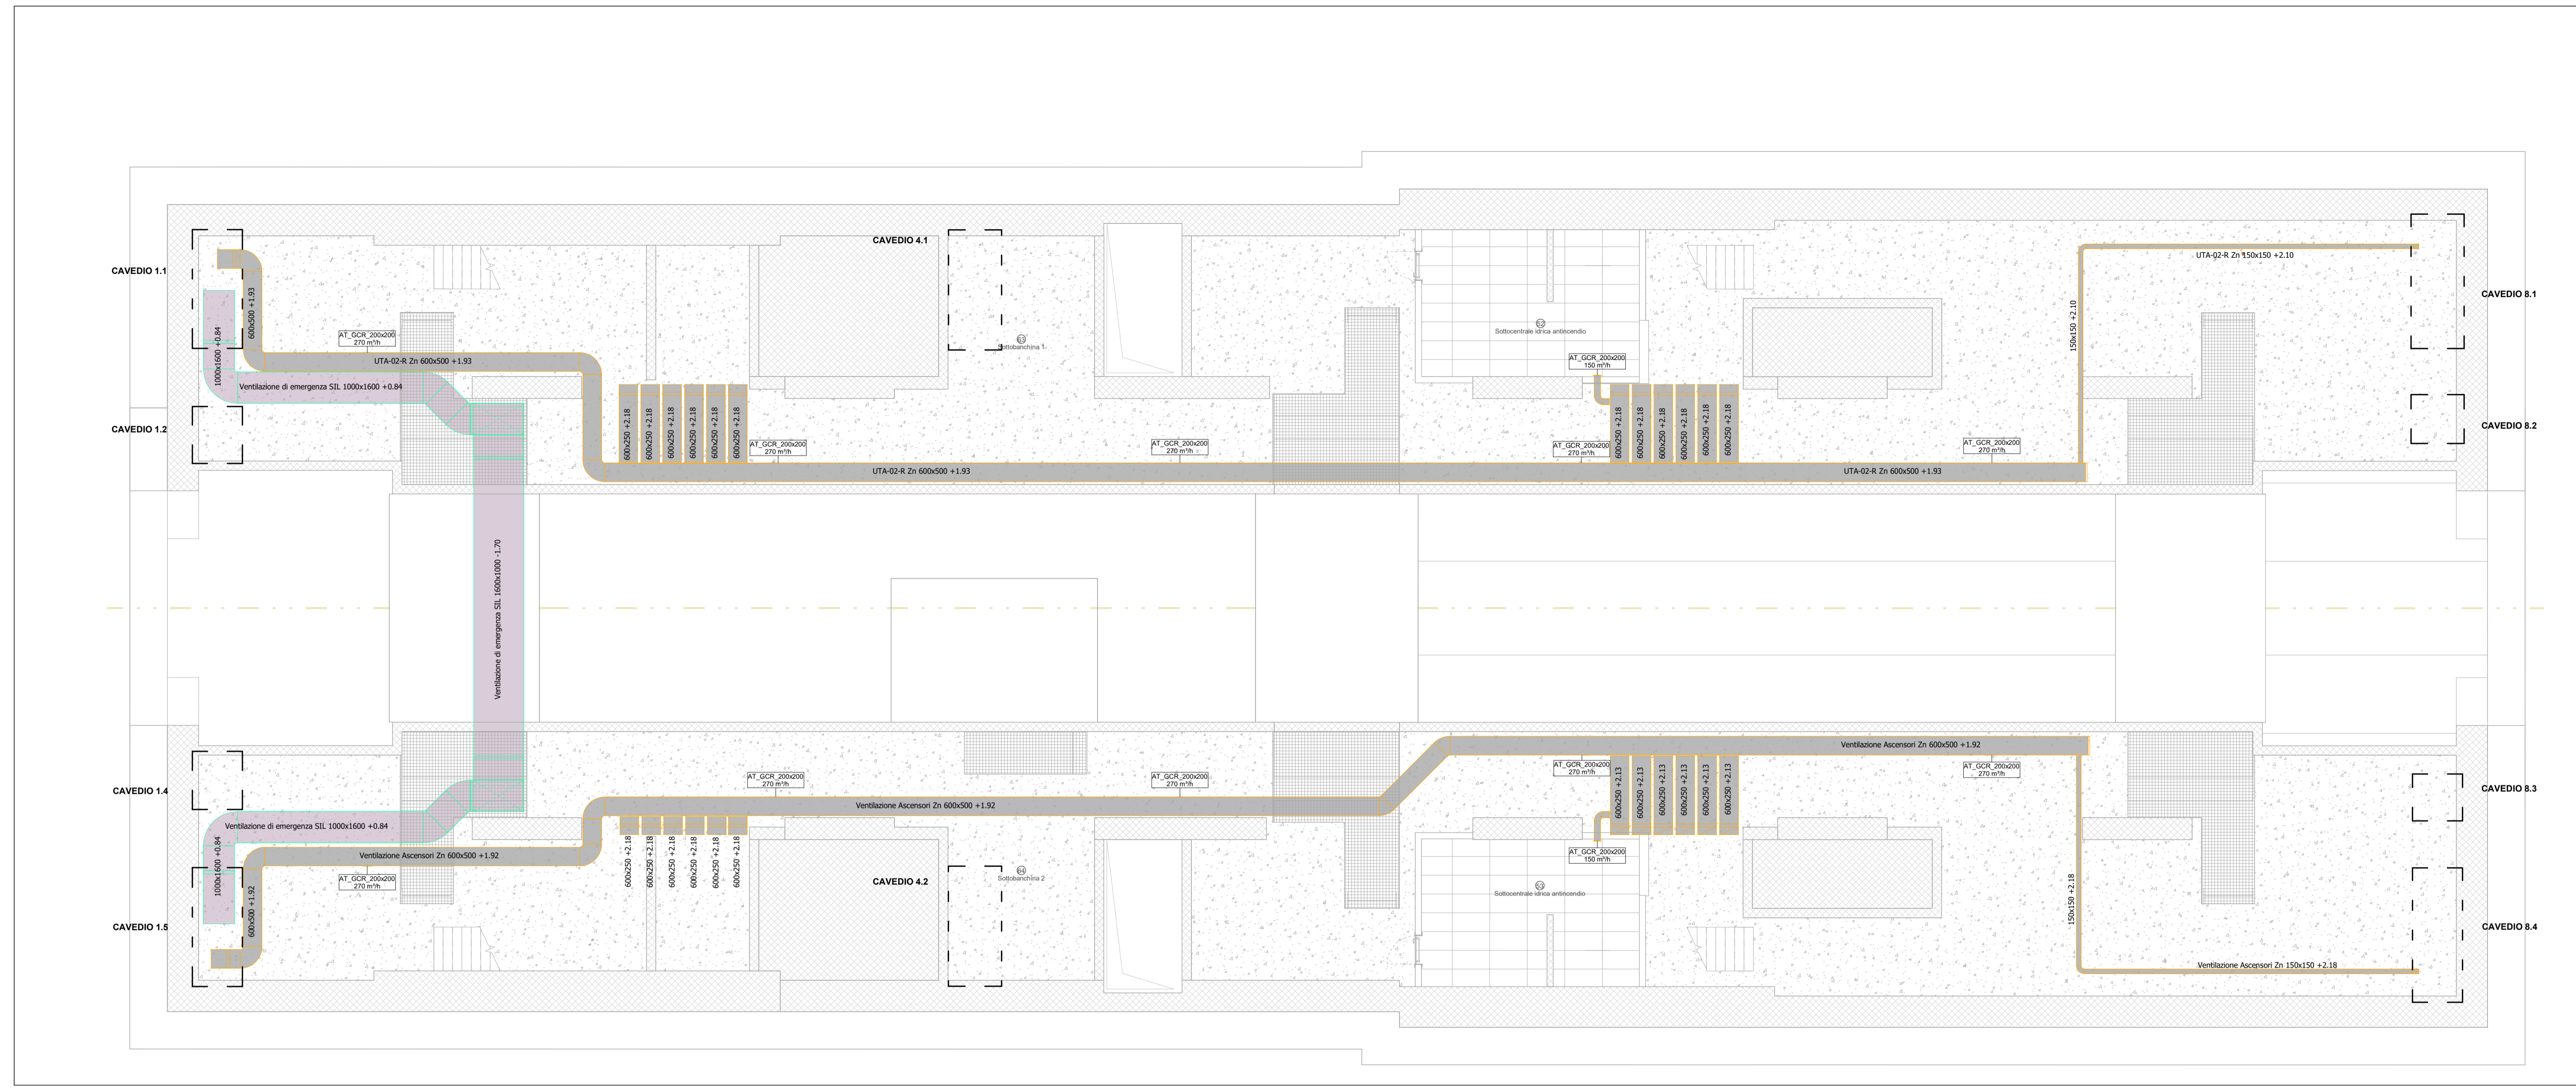 CAVEDIO 4.1
UTA-02-R Zn 150x150 +2.10
CAVEDIO 1.1
CAVEDIO 8.1
600x500 +1.93
150x150 +2.10
63
Sottobanchina 1
52
Sottocentrale idrica antincendio
AT_GCR_200x200
270 m³/h
1000x1600 +0.84
UTA-02-R Zn 600x500 +1.93
AT_GCR_200x200
150 m³/h
Ventilazione di emergenza SIL 1000x1600 +0.84
CAVEDIO 1.2
CAVEDIO 8.2
600x250 +2.18
600x250 +2.18
600x250 +2.18
600x250 +2.18
600x250 +2.18
600x250 +2.18
600x250 +2.18
600x250 +2.18
600x250 +2.18
600x250 +2.18
600x250 +2.18
600x250 +2.18
AT_GCR_200x200
270 m³/h
AT_GCR_200x200
270 m³/h
AT_GCR_200x200
270 m³/h
AT_GCR_200x200
270 m³/h
UTA-02-R Zn 600x500 +1.93
UTA-02-R Zn 600x500 +1.93
Ventilazione di emergenza SIL 1600x1000 -1.70
Ventilazione Ascensori Zn 600x500 +1.92
AT_GCR_200x200
270 m³/h
AT_GCR_200x200
270 m³/h
AT_GCR_200x200
270 m³/h
AT_GCR_200x200
270 m³/h
CAVEDIO 1.4
CAVEDIO 8.3
600x250 +2.13
600x250 +2.13
600x250 +2.13
600x250 +2.13
600x250 +2.13
600x250 +2.13
Ventilazione Ascensori Zn 600x500 +1.92
Ventilazione di emergenza SIL 1000x1600 +0.84
Ventilazione Ascensori Zn 600x500 +1.92
AT_GCR_200x200
150 m³/h
1000x1600 +0.84
600x250 +2.18
600x250 +2.18
600x250 +2.18
600x250 +2.18
600x250 +2.18
600x250 +2.18
AT_GCR_200x200
270 m³/h
CAVEDIO 4.2
64
Sottobanchina 2
53
Sottocentrale idrica antincendio
600x500 +1.92
150x150 +2.18
CAVEDIO 1.5
CAVEDIO 8.4
Ventilazione Ascensori Zn 150x150 +2.18